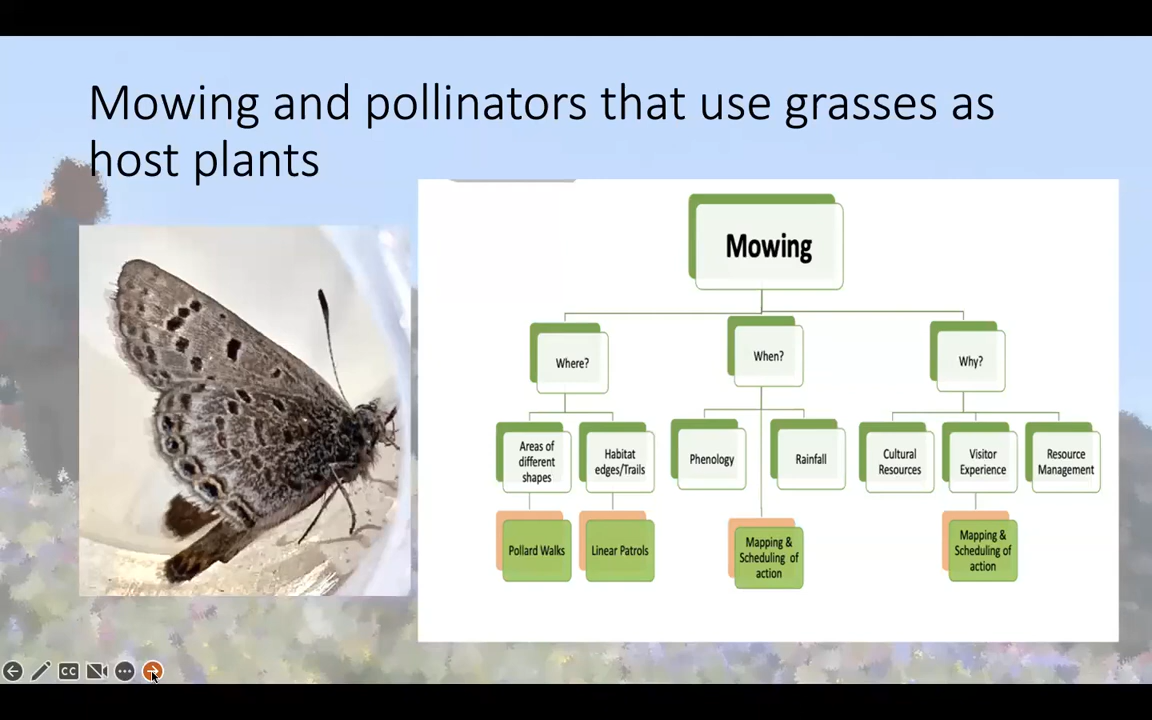 Mowing and pollinators that use grasses as
host plants
Mowing
Where?
When?
Why?
Areas of
different
shapes
Habitat
edges/Trails
Phenology
Rainfall
Cultural
Resources
Visitor
Experience
Resource
Management
Pollard Walks
Linear Patrols
Mapping &
Scheduling of
action
Mapping &
Scheduling of
action
CC